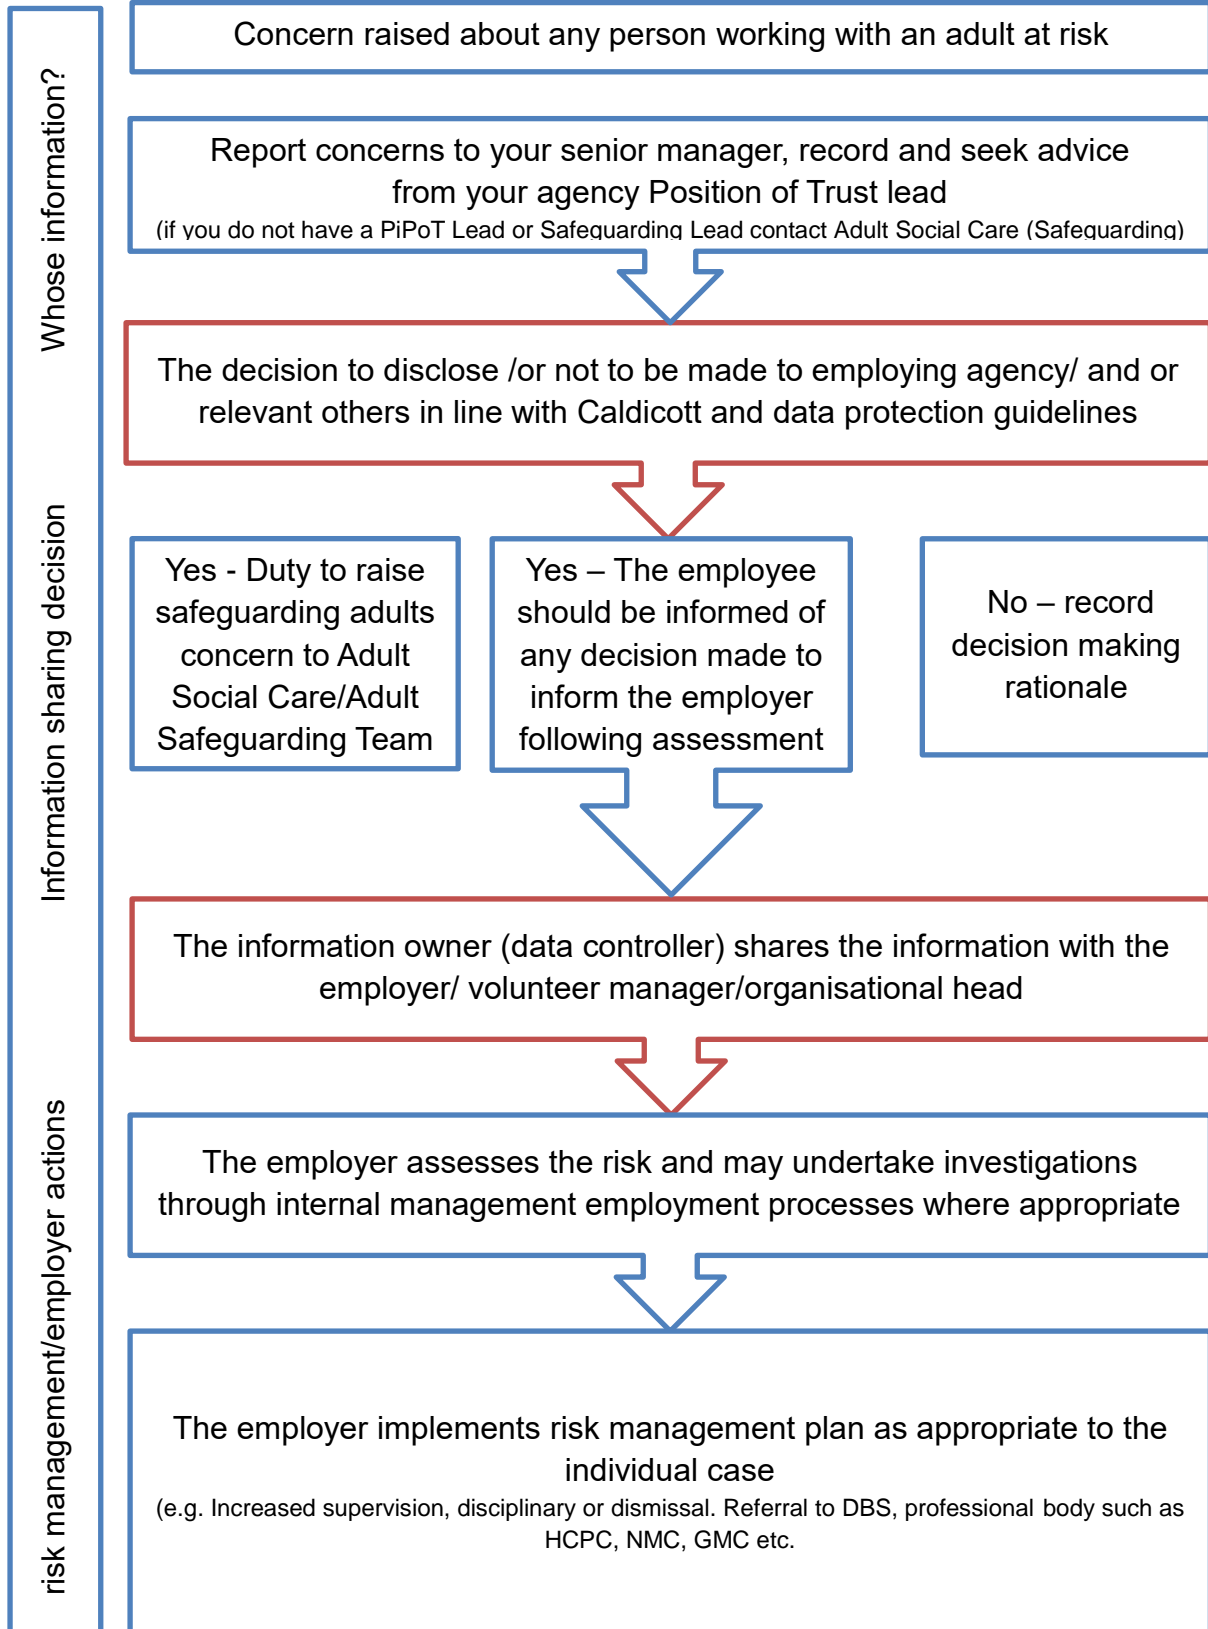 Concern raised about any person working with an adult at risk
Whose information?
Report concerns to your senior manager, record and seek advice
from your agency Position of Trust lead
(if you do not have a PiPoT Lead or Safeguarding Lead contact Adult Social Care (Safeguarding)
The decision to disclose /or not to be made to employing agency/ and or
relevant others in line with Caldicott and data protection guidelines
Information sharing decision
Yes - Duty to raise
safeguarding adults
concern to Adult
Social Care/Adult
Safeguarding Team
Yes – The employee
should be informed of
any decision made to
inform the employer
following assessment
No – record
decision making
rationale
The information owner (data controller) shares the information with the
employer/ volunteer manager/organisational head
risk management/employer actions
The employer assesses the risk and may undertake investigations
through internal management employment processes where appropriate
The employer implements risk management plan as appropriate to the
individual case
(e.g. Increased supervision, disciplinary or dismissal. Referral to DBS, professional body such as
HCPC, NMC, GMC etc.